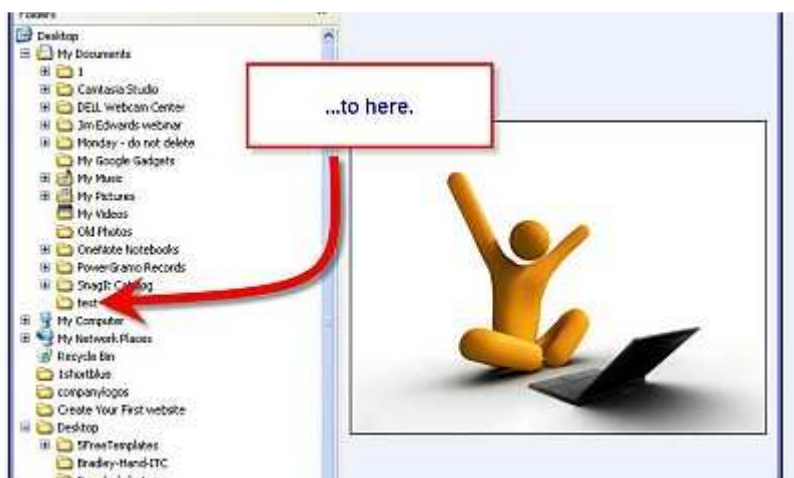 Folders
Desktop
My Documents
1
Camtasia Studio
DELL Webcam Center
Jim Edwards webinar
Monday - do not delete
My Google Gadgets
My Music
My Pictures
My Videos
Old Photos
OneNote Notebooks
PowerGramo Records
SnagIt Catalog
test
My Computer
My Network Places
Recycle Bin
1shortblue
companylogos
Create Your First website
Desktop
5FreeTemplates
Bradley-Hand-ITC
...to here.